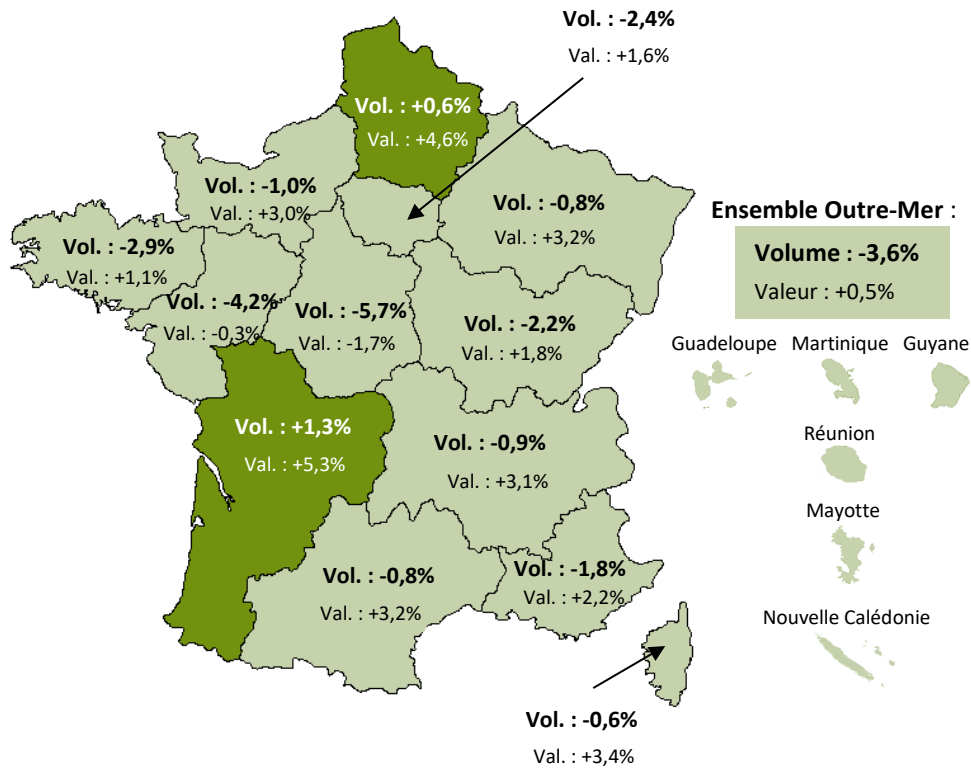 Vol. : -2,4%
Val. : +1,6%
Vol. : +0,6%
Val. : +4,6%
Vol. : -1,0%
Val. : +3,0%
Vol. : -0,8%
Val. : +3,2%
Ensemble Outre-Mer :
Volume : -3,6%
Valeur : +0,5%
Vol. : -2,9%
Val. : +1,1%
Vol. : -4,2%
Val. : -0,3%
Vol. : -5,7%
Val. : -1,7%
Vol. : -2,2%
Val. : +1,8%
Guadeloupe
Martinique
Guyane
Vol. : +1,3%
Val. : +5,3%
Vol. : -0,9%
Val. : +3,1%
Réunion
Mayotte
Vol. : -0,8%
Val. : +3,2%
Vol. : -1,8%
Val. : +2,2%
Nouvelle Calédonie
Vol. : -0,6%
Val. : +3,4%